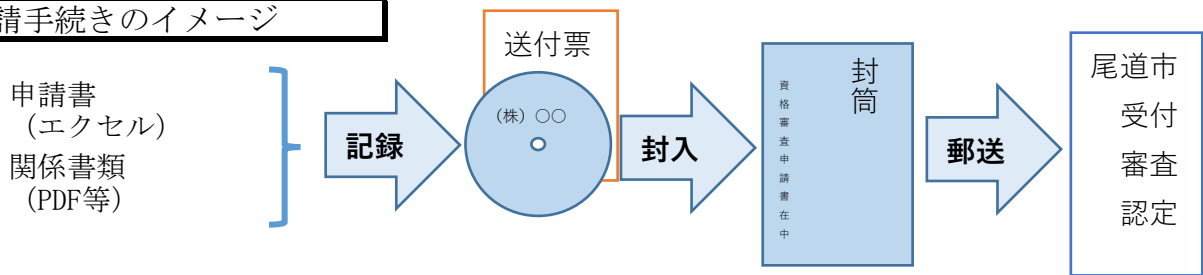 請手続きのイメージ
申請書
（エクセル）
関係書類
（PDF等）
記録
送付票
（株）○○
封入
封筒
資格審査申請書在中
郵送
尾道市
受付
審査
認定